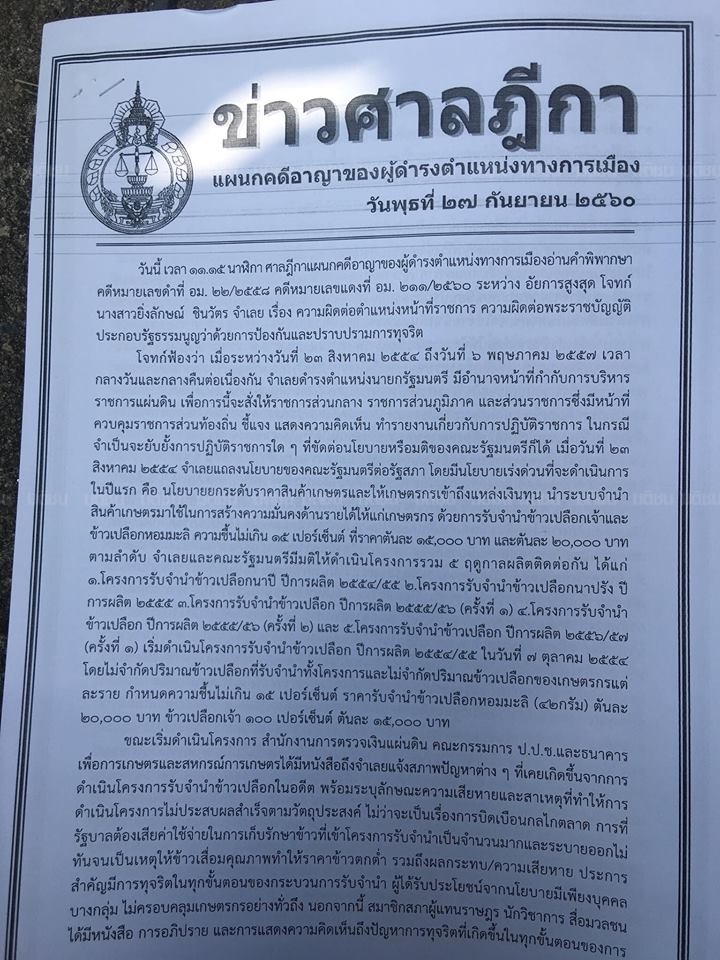 ข่าวศาลฎีกา
แผนกคดีอาญาของผู้ดำรงตำแหน่งทางการเมือง
วันพุธที่ ๒๗ กันยายน ๒๕๖๐
วันนี้ เวลา ๑๑.๑๕ นาฬิกา ศาลฎีกาแผนกคดีอาญาของผู้ดำรงตำแหน่งทางการเมืองอ่านคำพิพากษา
คดีหมายเลขดำที่ อม. ๒๒/๒๕๕๘ คดีหมายเลขแดงที่ อม. ๒๑๑/๒๕๖๐ ระหว่าง อัยการสูงสุด โจทก์
นางสาวยิ่งลักษณ์ ชินวัตร จำเลย เรื่อง ความผิดต่อตำแหน่งหน้าที่ราชการ ความผิดต่อพระราชบัญญัติ
ประกอบรัฐธรรมนูญว่าด้วยการป้องกันและปราบปรามการทุจริต
โจทก์ฟ้องว่า เมื่อระหว่างวันที่ ๒๓ สิงหาคม ๒๕๕๔ ถึงวันที่ ๖ พฤษภาคม ๒๕๕๗ เวลา
กลางวันและกลางคืนต่อเนื่องกัน จำเลยดำรงตำแหน่งนายกรัฐมนตรี มีอำนาจหน้าที่กำกับการบริหาร
ราชการแผ่นดิน เพื่อการนี้จะสั่งให้ราชการส่วนกลาง ราชการส่วนภูมิภาค และส่วนราชการซึ่งมีหน้าที่
ควบคุมราชการส่วนท้องถิ่น ชี้แจง แสดงความคิดเห็น ทำรายงานเกี่ยวกับการปฏิบัติราชการ ในกรณี
จำเป็นจะยับยั้งการปฏิบัติราชการใด ๆ ที่ขัดต่อนโยบายหรือมติของคณะรัฐมนตรีก็ได้ เมื่อวันที่ ๒๓
สิงหาคม ๒๕๕๔ จำเลยแถลงนโยบายของคณะรัฐมนตรีต่อรัฐสภา โดยมีนโยบายเร่งด่วนที่จะดำเนินการ
ในปีแรก คือ นโยบายยกระดับราคาสินค้าเกษตรและให้เกษตรกรเข้าถึงแหล่งเงินทุน นำระบบจำนำ
สินค้าเกษตรมาใช้ในการสร้างความมั่นคงด้านรายได้ให้แก่เกษตรกร ด้วยการรับจำนำข้าวเปลือกเจ้าและ
ข้าวเปลือกหอมมะลิ ความชื้นไม่เกิน ๑๕ เปอร์เซ็นต์ ที่ราคาตันละ ๑๕,๐๐๐ บาท และตันละ ๒๐,๐๐๐ บาท
ตามลำดับ จำเลยและคณะรัฐมนตรีมีมติให้ดำเนินโครงการรวม ๕ ฤดูกาลผลิตติดต่อกัน ได้แก่
๑.โครงการรับจำนำข้าวเปลือกนาปี ปีการผลิต ๒๕๕๔/๕๕ ๒.โครงการรับจำนำข้าวเปลือกนาปรัง ปี
การผลิต ๒๕๕๕ ๓.โครงการรับจำนำข้าวเปลือก ปีการผลิต ๒๕๕๕/๕๖ (ครั้งที่ ๑) ๔.โครงการรับจำนำ
ข้าวเปลือก ปีการผลิต ๒๕๕๕/๕๖ (ครั้งที่ ๒) และ ๕.โครงการรับจำนำข้าวเปลือก ปีการผลิต ๒๕๕๖/๕๗
(ครั้งที่ ๑) เริ่มดำเนินโครงการรับจำนำข้าวเปลือก ปีการผลิต ๒๕๕๔/๕๕ ในวันที่ ๗ ตุลาคม ๒๕๕๔
โดยไม่จำกัดปริมาณข้าวเปลือกที่รับจำนำทั้งโครงการและไม่จำกัดปริมาณข้าวเปลือกของเกษตรกรแต่
ละราย กำหนดความชื้นไม่เกิน ๑๕ เปอร์เซ็นต์ ราคารับจำนำข้าวเปลือกหอมมะลิ (๔๒กรัม) ตันละ
๒๐,๐๐๐ บาท ข้าวเปลือกเจ้า ๑๐๐ เปอร์เซ็นต์ ตันละ ๑๕,๐๐๐ บาท
ขณะเริ่มดำเนินโครงการ สำนักงานการตรวจเงินแผ่นดิน คณะกรรมการ ป.ป.ช.และธนาคาร
เพื่อการเกษตรและสหกรณ์การเกษตรได้มีหนังสือถึงจำเลยแจ้งสภาพปัญหาต่าง ๆ ที่เคยเกิดขึ้นจากการ
ดำเนินโครงการรับจำนำข้าวเปลือกในอดีต พร้อมระบุลักษณะความเสียหายและสาเหตุที่ทำให้การ
ดำเนินโครงการไม่ประสบผลสำเร็จตามวัตถุประสงค์ ไม่ว่าจะเป็นเรื่องการบิดเบือนกลไกตลาด การที่
รัฐบาลต้องเสียค่าใช้จ่ายในการเก็บรักษาข้าวที่เข้าโครงการรับจำนำเป็นจำนวนมากและระบายออกไม่
ทันจนเป็นเหตุให้ข้าวเสื่อมคุณภาพทำให้ราคาข้าวตกต่ำ รวมถึงผลกระทบ/ความเสียหาย ประการ
สำคัญมีการทุจริตในทุกขั้นตอนของกระบวนการรับจำนำ ผู้ได้รับประโยชน์จากนโยบายมีเพียงบุคคล
บางกลุ่ม ไม่ครอบคลุมเกษตรกรอย่างทั่วถึง นอกจากนี้ สมาชิกสภาผู้แทนราษฎร นักวิชาการ สื่อมวลชน
ได้มีหนังสือ การอภิปราย และการแสดงความคิดเห็นถึงปัญหาการทุจริตที่เกิดขึ้นในทุกขั้นตอนของการ